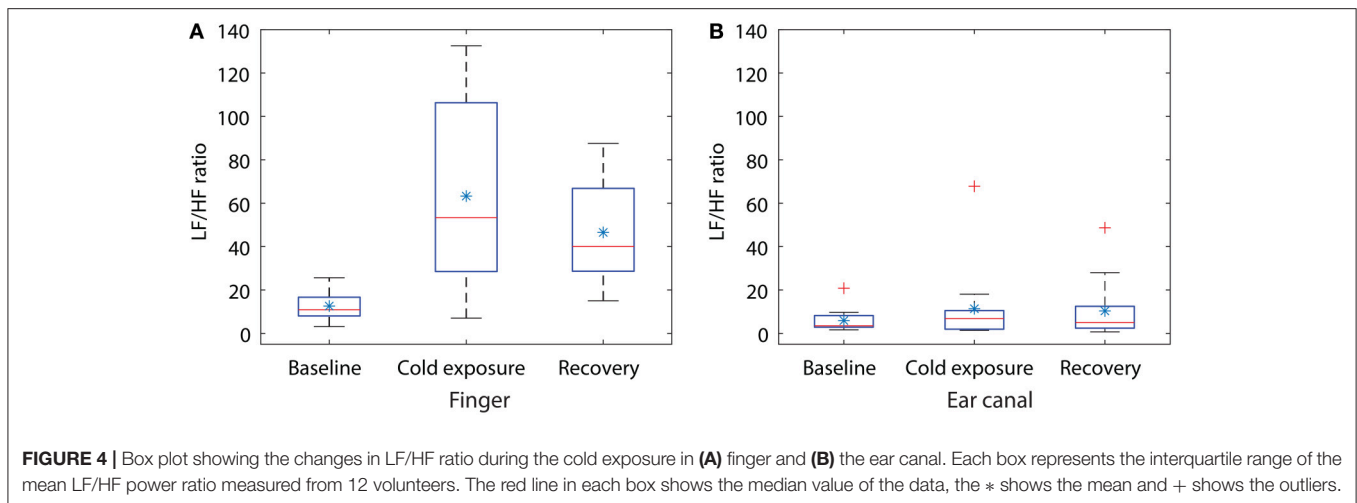 A
140
120
100
80
60
40
20
0
LF/HF ratio
Baseline Cold exposure Recovery
Finger
B
140
120
100
80
60
40
20
0
LF/HF ratio
Baseline Cold exposure Recovery
Ear canal
FIGURE 4 | Box plot showing the changes in LF/HF ratio during the cold exposure in (A) finger and (B) the ear canal. Each box represents the interquartile range of the
mean LF/HF power ratio measured from 12 volunteers. The red line in each box shows the median value of the data, the * shows the mean and + shows the outliers.